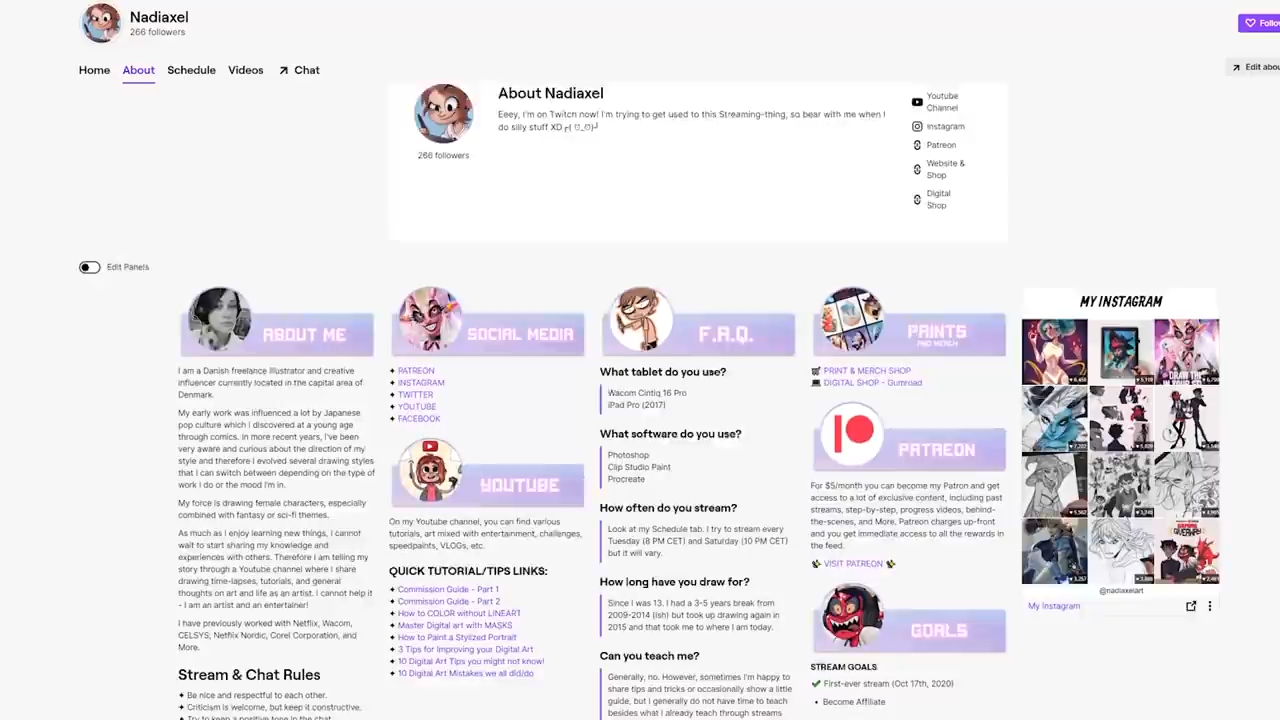 Nadiaxel
266 followers
Follow
Home
About
Schedule
Videos
Chat
Edit abou
About Nadiaxel
Eeey, I'm on Twitch now! I'm trying to get used to this Streaming-thing, so bear with me when I
do silly stuff XD
266 followers
Youtube
Channel
Instagram
Patreon
Website &
Shop
Digital
Shop
Edit Panels
ABOUT ME
I am a Danish freelance Illustrator and creative
influencer currently located in the capital area of
Denmark.
My early work was influenced a lot by Japanese
pop culture which I discovered at a young age
through comics. In more recent years, I've been
very aware and curious about the direction of my
style and therefore I evolved several drawing styles
that I can switch between depending on the type of
work I do or the mood I'm in.
My force is drawing female characters, especially
combined with fantasy or sci-fi themes.
As much as I enjoy learning new things, I cannot
wait to start sharing my knowledge and
experiences with others. Therefore I am telling my
story through a Youtube channel where I share
drawing time-lapses, tutorials, and general
thoughts on art and life as an artist. I cannot help it
- I am an artist and an entertainer!
I have previously worked with Netflix, Wacom,
CELSYS, Netflix Nordic, Corel Corporation, and
More.
Stream & Chat Rules
✦ Be nice and respectful to each other.
✦ Criticism is welcome, but keep it constructive.
✦ Try to keep a positive tone in the chat
SOCIAL MEDIA
✦ PATREON
✦ INSTAGRAM
✦ TWITTER
✦ YOUTUBE
✦ FACEBOOK
YOUTUBE
On my Youtube channel, you can find various
tutorials, art mixed with entertainment, challenges,
speedpaints, VLOGs, etc.
QUICK TUTORIAL/TIPS LINKS:
✦ Commission Guide - Part 1
✦ Commission Guide - Part 2
✦ How to COLOR without LINEART
✦ Master Digital art with MASKS
✦ How to Paint a Stylized Portrait
✦ 3 Tips for Improving your Digital Art
✦ 10 Digital Art Tips you might not know!
✦ 10 Digital Art Mistakes we all did/do
F.A.Q.
What tablet do you use?
Wacom Cintiq 16 Pro
iPad Pro (2017)
What software do you use?
Photoshop
Clip Studio Paint
Procreate
How often do you stream?
Look at my Schedule tab. I try to stream every
Tuesday (8 PM CET) and Saturday (10 PM CET)
but it will vary.
How long have you draw for?
Since I was 13. I had a 3-5 years break from
2009-2014 (ish) but took up drawing again in
2015 and that took me to where I am today.
Can you teach me?
Generally, no. However, sometimes I'm happy to
share tips and tricks or occasionally show a little
guide, but I generally do not have time to teach
besides what I already teach through streams
PAINTS
AND MERCH
PRINT & MERCH SHOP
DIGITAL SHOP - Gumroad
PATREON
For $5/month you can become my Patron and get
access to a lot of exclusive content, including past
streams, step-by-step, progress videos, behind-
the-scenes, and More. Patreon charges up-front
and you get immediate access to all the rewards in
the feed.
VISIT PATREON
GOALS
STREAM GOALS
First-ever stream (Oct 17th, 2020)
• Become Affiliate
MY INSTAGRAM
@nadiaxelart
My Instagram